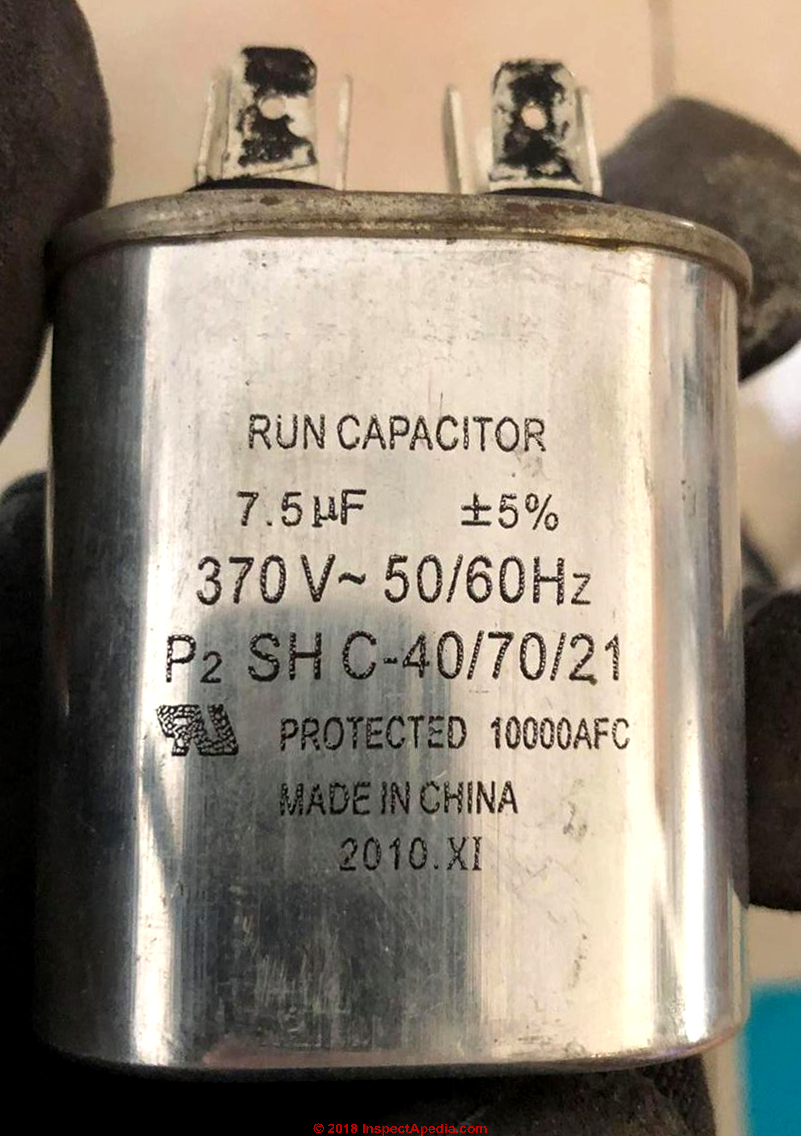 RUN CAPACITOR
7.5µF ±5%
370 V~ 50/60Hz
P2 SH C-40/70/21
RU PROTECTED 10000AFC
MADE IN CHINA
2010.XI
© 2018 InspectApedia.com